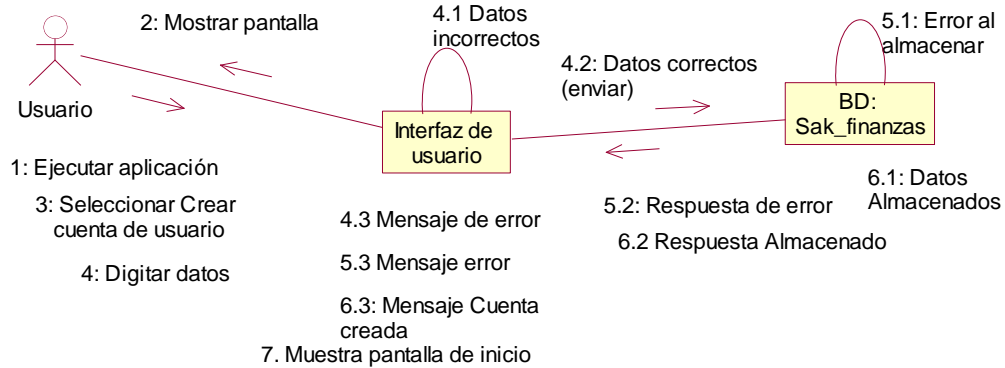 2: Mostrar pantalla
4.1 Datos
incorrectos
5.1: Error al
almacenar
4.2: Datos correctos
(enviar)
Usuario
Interfaz de
usuario
BD:
Sak_finanzas
1: Ejecutar aplicación
3: Seleccionar Crear
cuenta de usuario
4: Digitar datos
4.3 Mensaje de error
5.3 Mensaje error
6.3: Mensaje Cuenta
creada
7. Muestra pantalla de inicio
5.2: Respuesta de error
6.2 Respuesta Almacenado
6.1: Datos
Almacenados